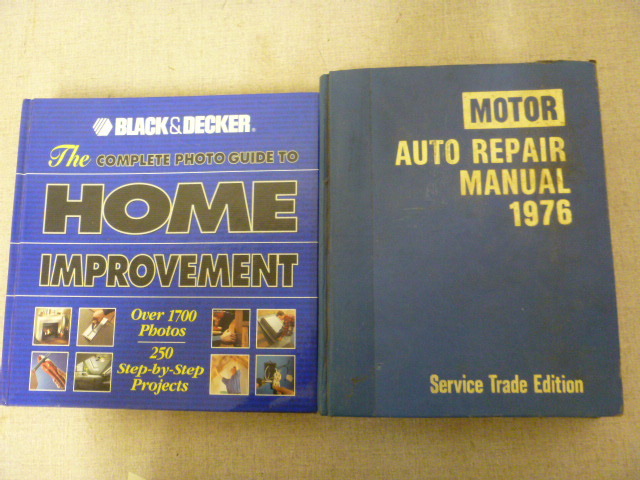 BLACK&DECKER®
The COMPLETE PHOTO GUIDE TO
HOME
IMPROVEMENT
Over 1700
Photos
250
Step-by-Step
Projects
MOTOR
AUTO REPAIR
MANUAL
1976
Service Trade Edition